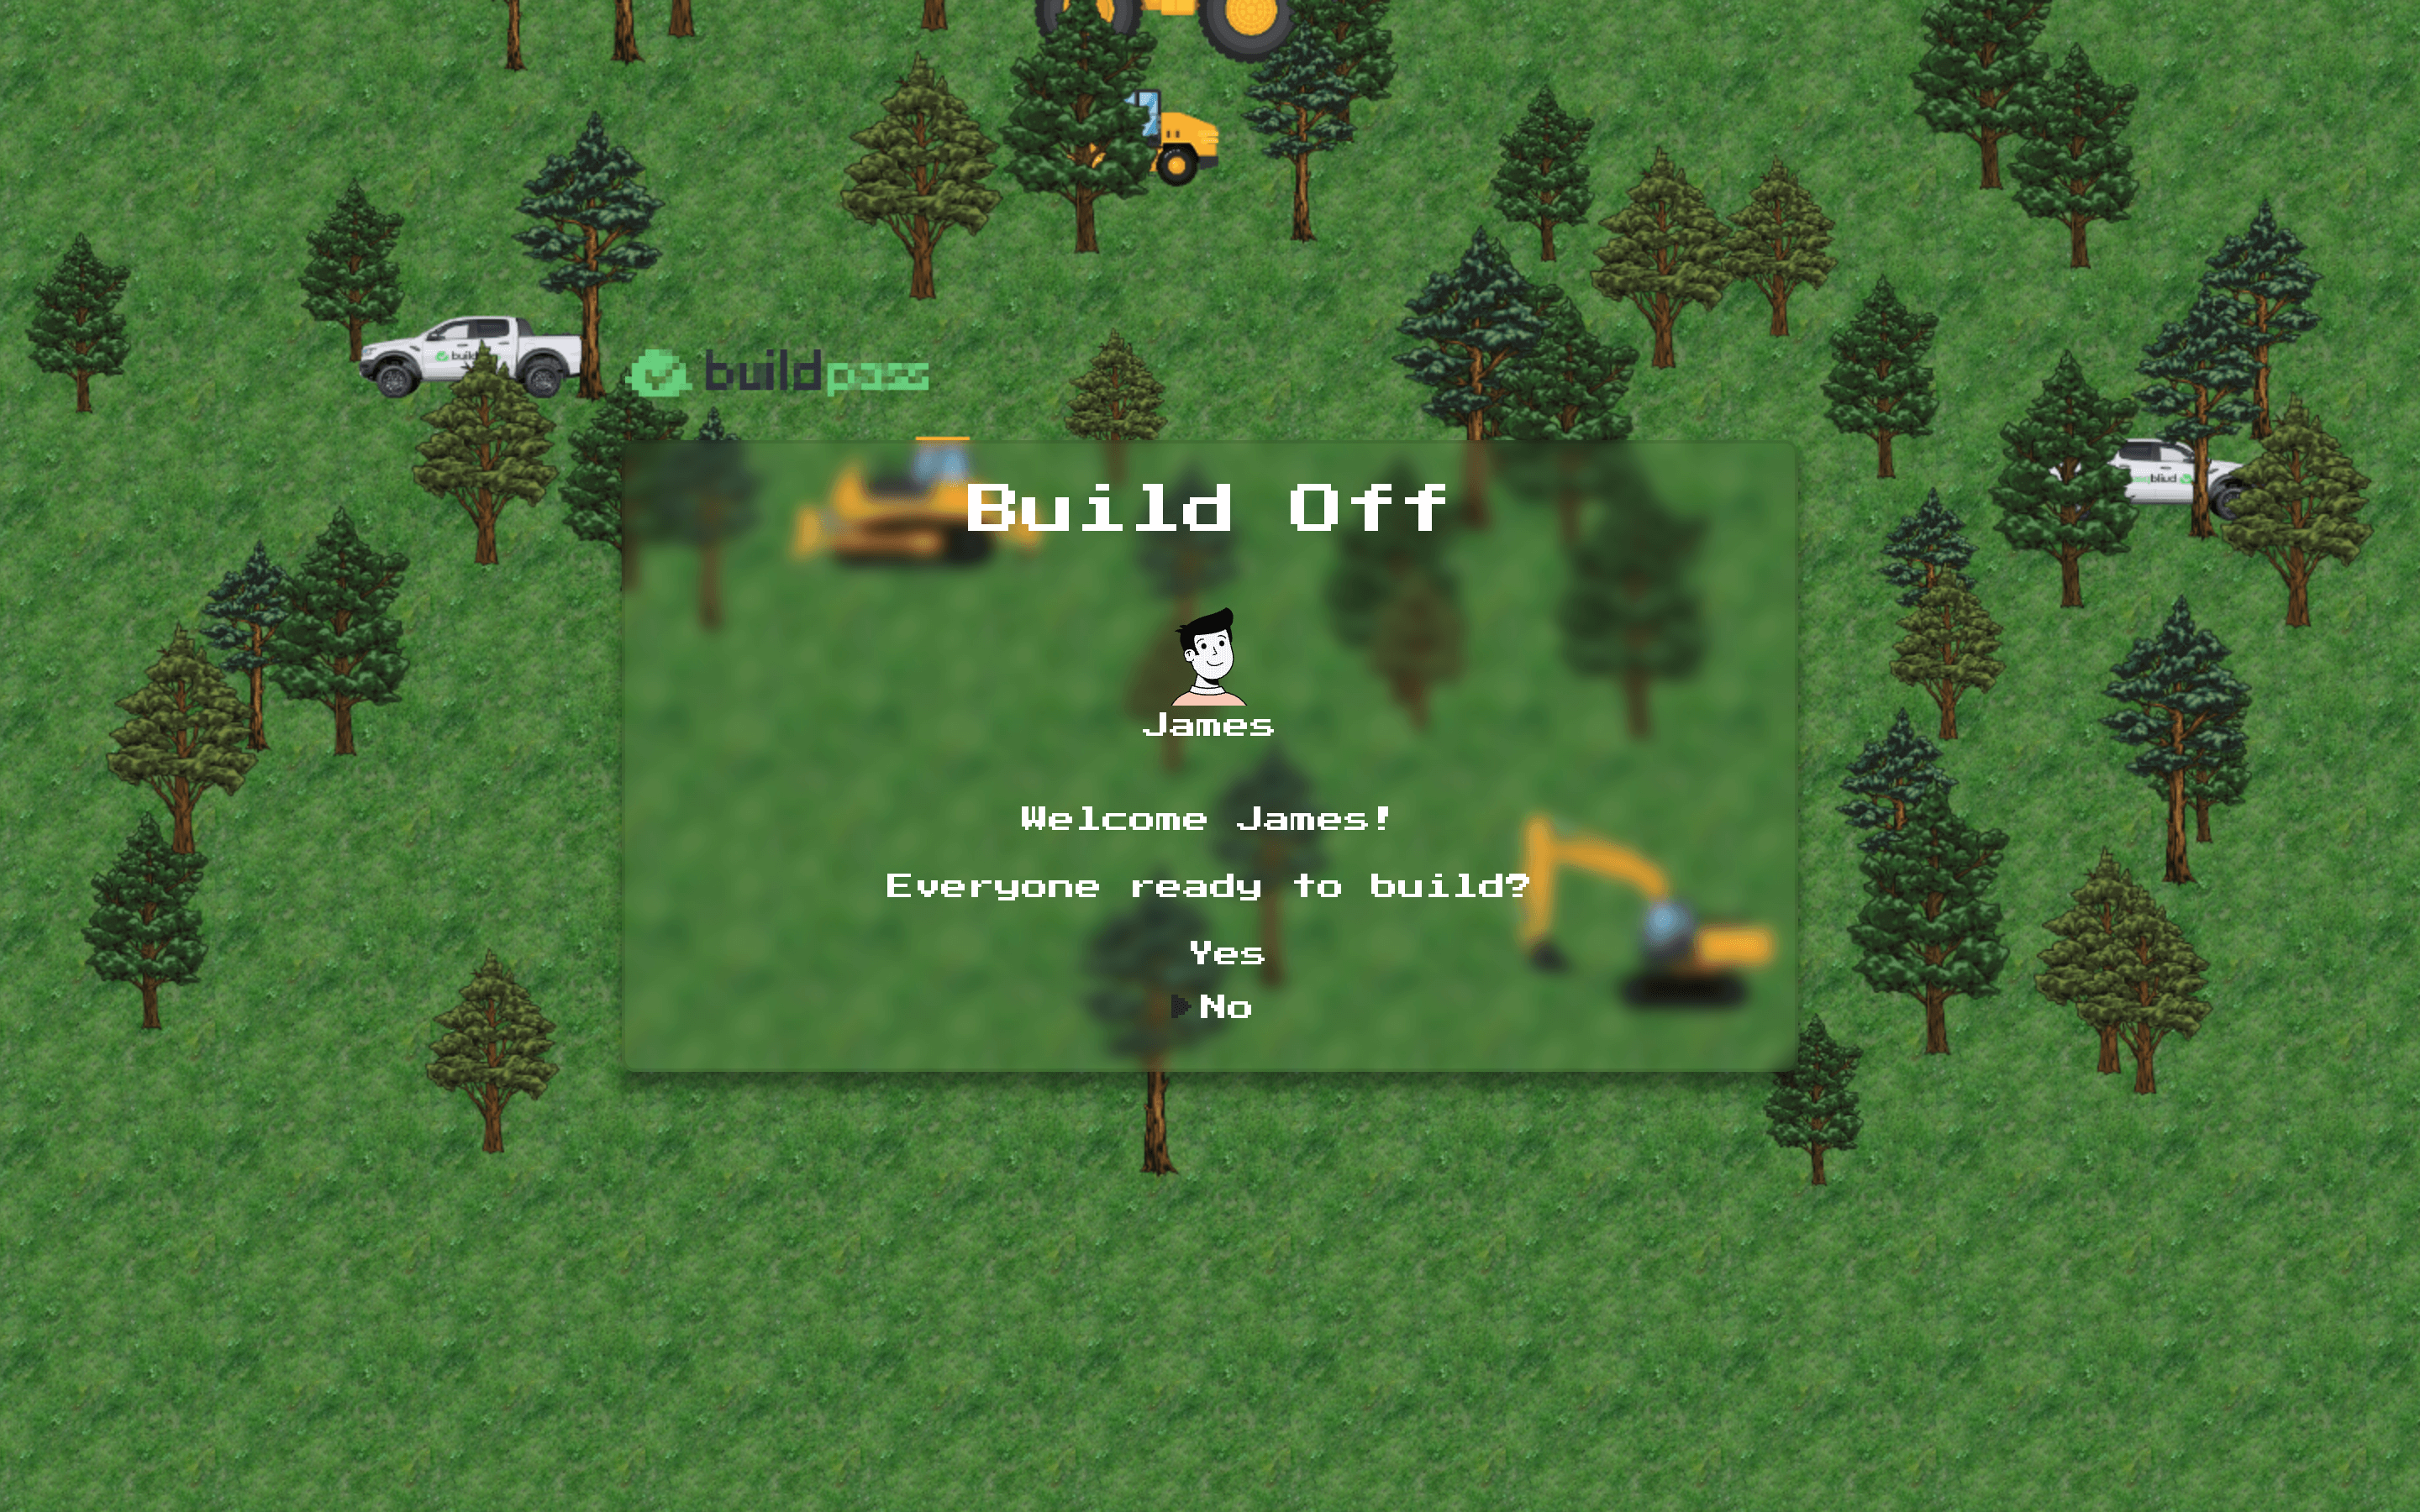 buildpass
Build Off
James
Welcome James!
Everyone ready to build?
Yes
No